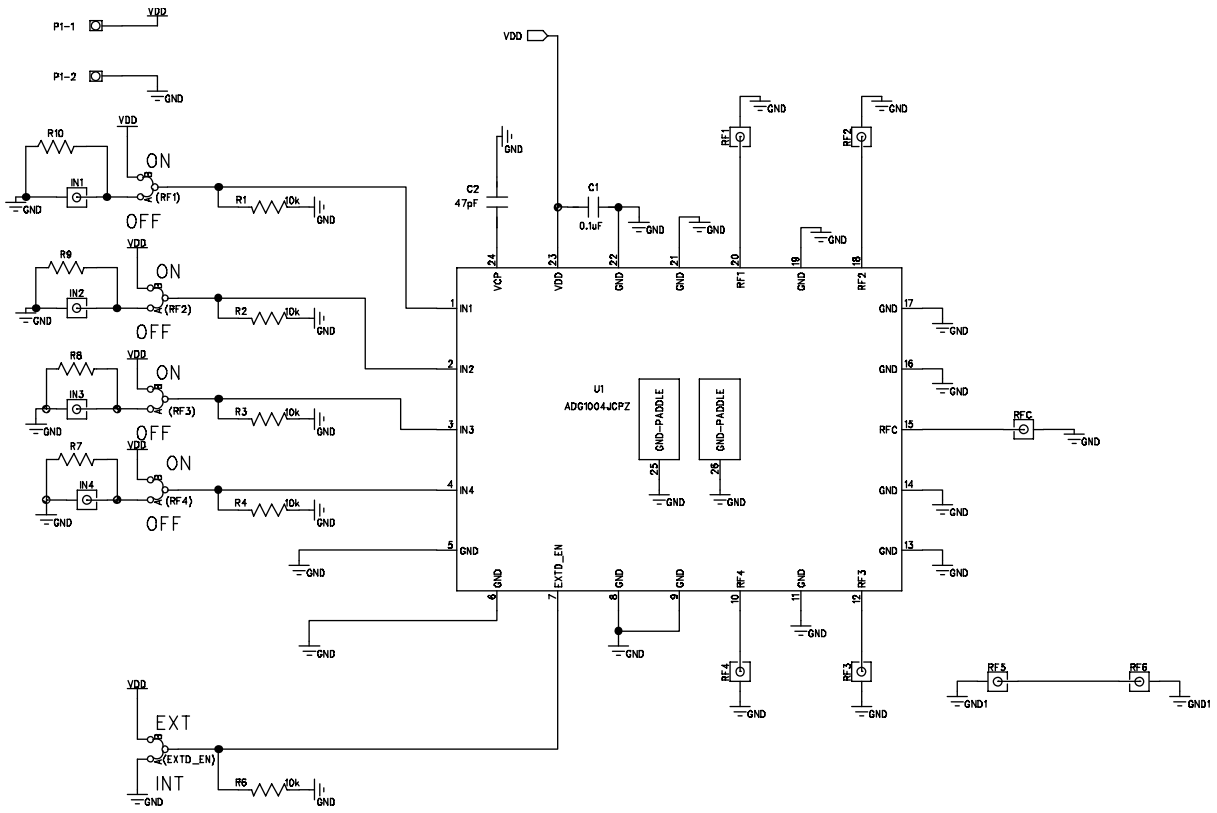 P1-1
VDD
P1-2
GND
VDD
R10
ON
IN1
(RF1)
GND
OFF
R1 10k
GND
VDD
R9
ON
IN2
(RF2)
GND
OFF
R2 10k
GND
VDD
R8
ON
IN3
(RF3)
GND
OFF
R3 10k
GND
VDD
R7
ON
IN4
(RF4)
GND
OFF
R4 10k
GND
VDD
GND
C2
47pF
C1
0.1uF
GND
GND
RF1
GND
GND
RF2
GND
24
23
22
21
20
19
18
VCP
VDD
GND
GND
RF1
GND
RF2
1 IN1
2 IN2
3 IN3
4 IN4
5 GND
GND
U1
ADG1004JCPZ
GND-PADDLE
GND-PADDLE
25
26
GND
GND
GND 17
GND
GND 16
GND
RFC 15
RFC
GND
GND 14
GND
GND 13
GND
GND
EXTD_EN
GND
GND
RF4
GND
RF3
6
7
8
9
10
11
12
GND
GND
GND
RF4
GND
RF3
GND
RF5
GND1
RF6
GND1
VDD
EXT
(EXTD_EN)
INT
GND
R6 10k
GND